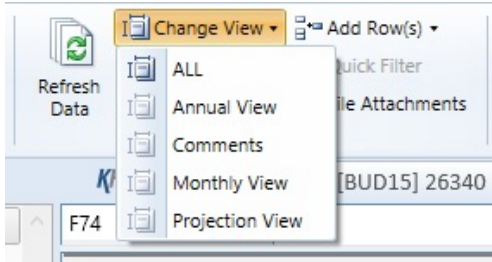 Change View Add Row(s)
Refresh Data
Quick Filter
ile Attachments
ALL
Annual View
Comments
Monthly View
Projection View
[BUD15] 26340
F74